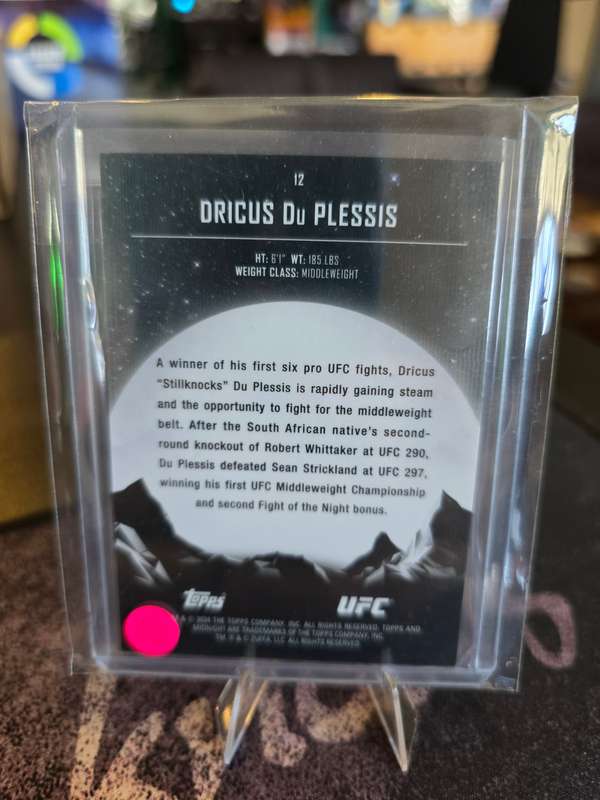 12
DRICUS Du PLESSIS
HT: 6'1" WT: 185 LBS
WEIGHT CLASS: MIDDLEWEIGHT
A winner of his first six pro UFC fights, Dricus
"Stillknocks" Du Plessis is rapidly gaining steam
and the opportunity to fight for the middleweight
belt. After the South African native's second-
round knockout of Robert Whittaker at UFC 290,
Du Plessis defeated Sean Strickland at UFC 297,
winning his first UFC Middleweight Championship
and second Fight of the Night bonus.
Topps UFC
& © 2024 THE TOPPS COMPANY, INC. ALL RIGHTS RESERVED. TOPPS AND
MIDNIGHT ARE TRADEMARKS OF THE TOPPS COMPANY, INC.
TM, ® & © ZUFFA, LLC ALL RIGHTS RESERVED.